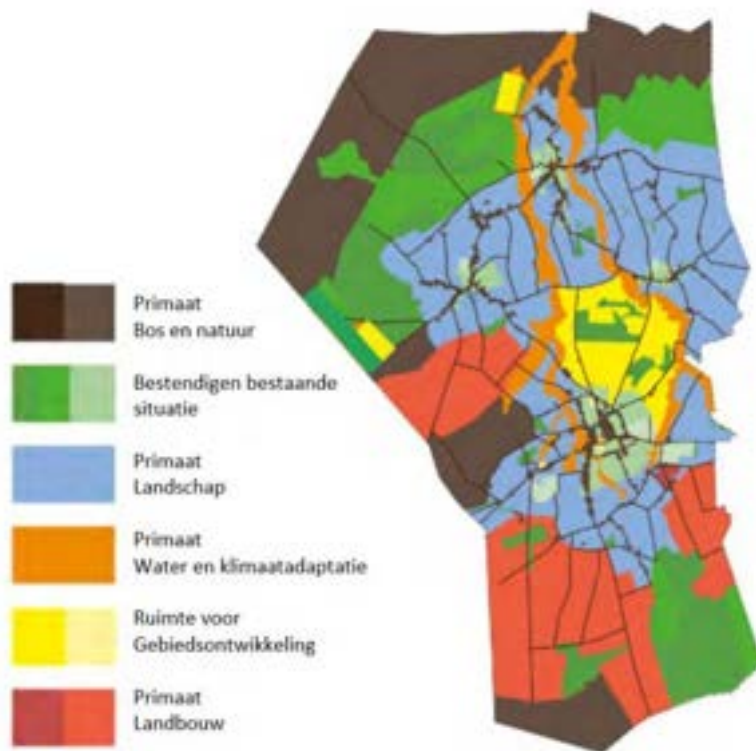 Primaat
Bos en natuur
Bestendigen bestaande
situatie
Primaat
Landschap
Primaat
Water en klimaatadaptatie
Ruimte voor
Gebiedsontwikkeling
Primaat
Landbouw